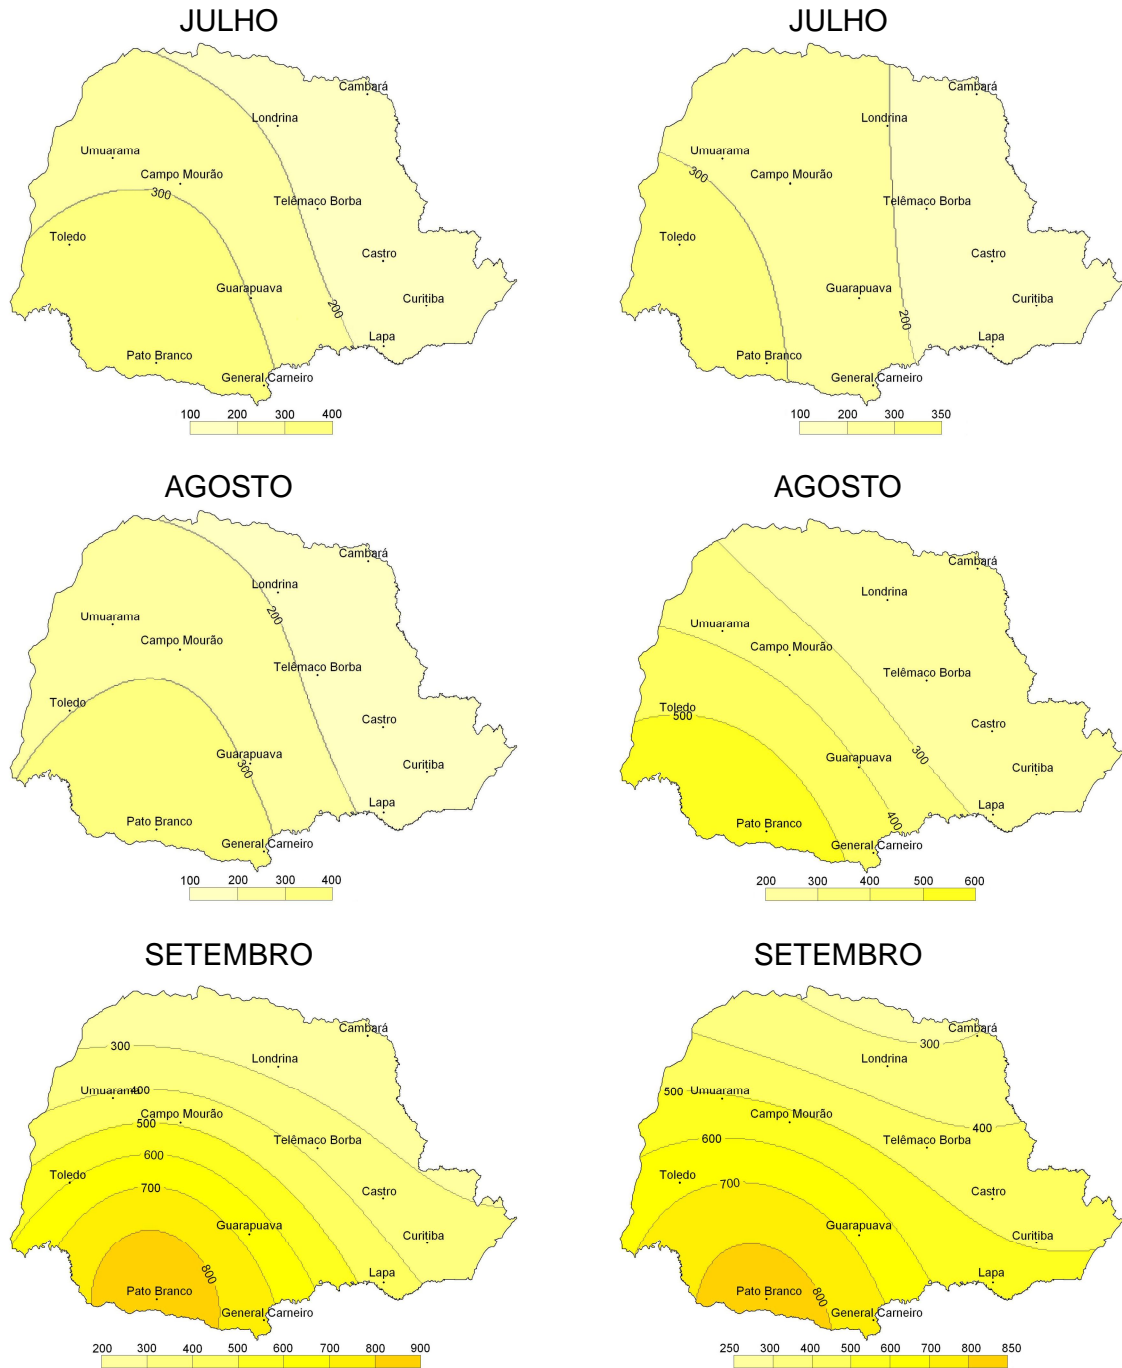 JULHO
Cambará
Londrina
Umuarama
Campo Mourão
300
Telêmaco Borba
Toledo
Castro
Guarapuava
Curitiba
200
Lapa
Pato Branco
General Carneiro
100 200 300 400
JULHO
Cambará
Londrina
Umuarama
300
Campo Mourão
Telêmaco Borba
Toledo
Castro
Guarapuava
Curitiba
200
Lapa
Pato Branco
General Carneiro
100 200 300 350
AGOSTO
Cambará
Londrina
200
Umuarama
Campo Mourão
Telêmaco Borba
Toledo
Castro
Guarapuava
300
Curitiba
Lapa
Pato Branco
General Carneiro
100 200 300 400
AGOSTO
Cambará
Londrina
Umuarama
Campo Mourão
Telêmaco Borba
Toledo
500
Castro
300
Guarapuava
Curitiba
Lapa
400
Pato Branco
General Carneiro
200 300 400 500 600
SETEMBRO
Cambará
300
Londrina
Umuarama
400
Campo Mourão
500
Telêmaco Borba
600
Toledo
700
Castro
Guarapuava
Curitiba
800
Lapa
Pato Branco
General Carneiro
200 300 400 500 600 700 800 900
SETEMBRO
Cambará
300
Londrina
500
Umuarama
Campo Mourão
400
600
Telêmaco Borba
Toledo
700
Castro
Guarapuava
Curitiba
Lapa
Pato Branco
800
General Carneiro
250 300 400 500 600 700 800 850